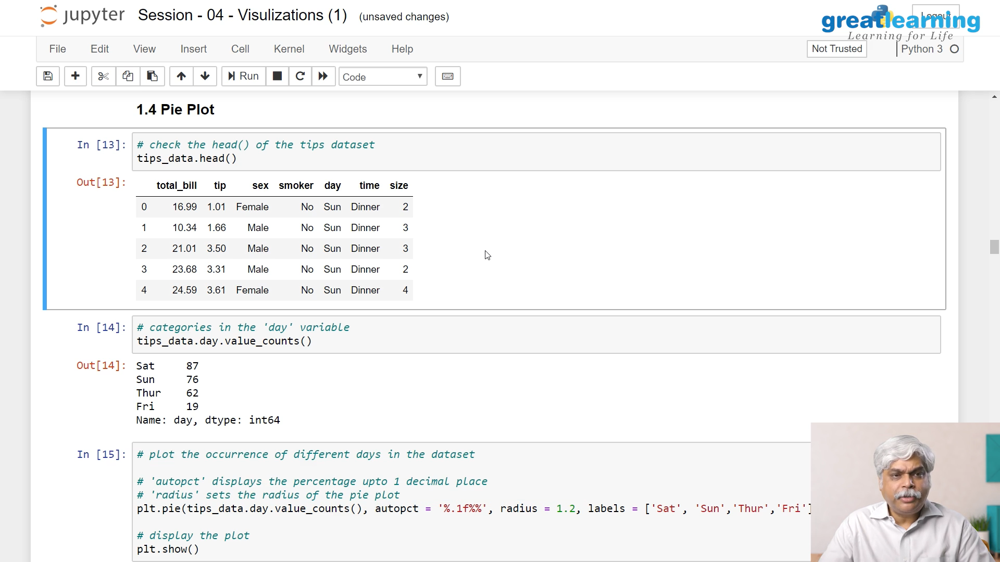 jupyter Session - 04 - Visulizations (1) (unsaved changes)
Logout
greatlearning
Learning for Life
File Edit View Insert Cell Kernel Widgets Help Not Trusted Python 3
Run Code
1.4 Pie Plot
In [13]: # check the head() of the tips dataset
tips_data.head()
Out[13]: total_bill tip sex smoker day time size
0 16.99 1.01 Female No Sun Dinner 2
1 10.34 1.66 Male No Sun Dinner 3
2 21.01 3.50 Male No Sun Dinner 3
3 23.68 3.31 Male No Sun Dinner 2
4 24.59 3.61 Female No Sun Dinner 4
In [14]: # categories in the 'day' variable
tips_data.day.value_counts()
Out[14]: Sat 87
Sun 76
Thur 62
Fri 19
Name: day, dtype: int64
In [15]: # plot the occurrence of different days in the dataset
# 'autopct' displays the percentage upto 1 decimal place
# 'radius' sets the radius of the pie plot
plt.pie(tips_data.day.value_counts(), autopct = '%.1f%%', radius = 1.2, labels = ['Sat', 'Sun','Thur','Fri']
# display the plot
plt.show()